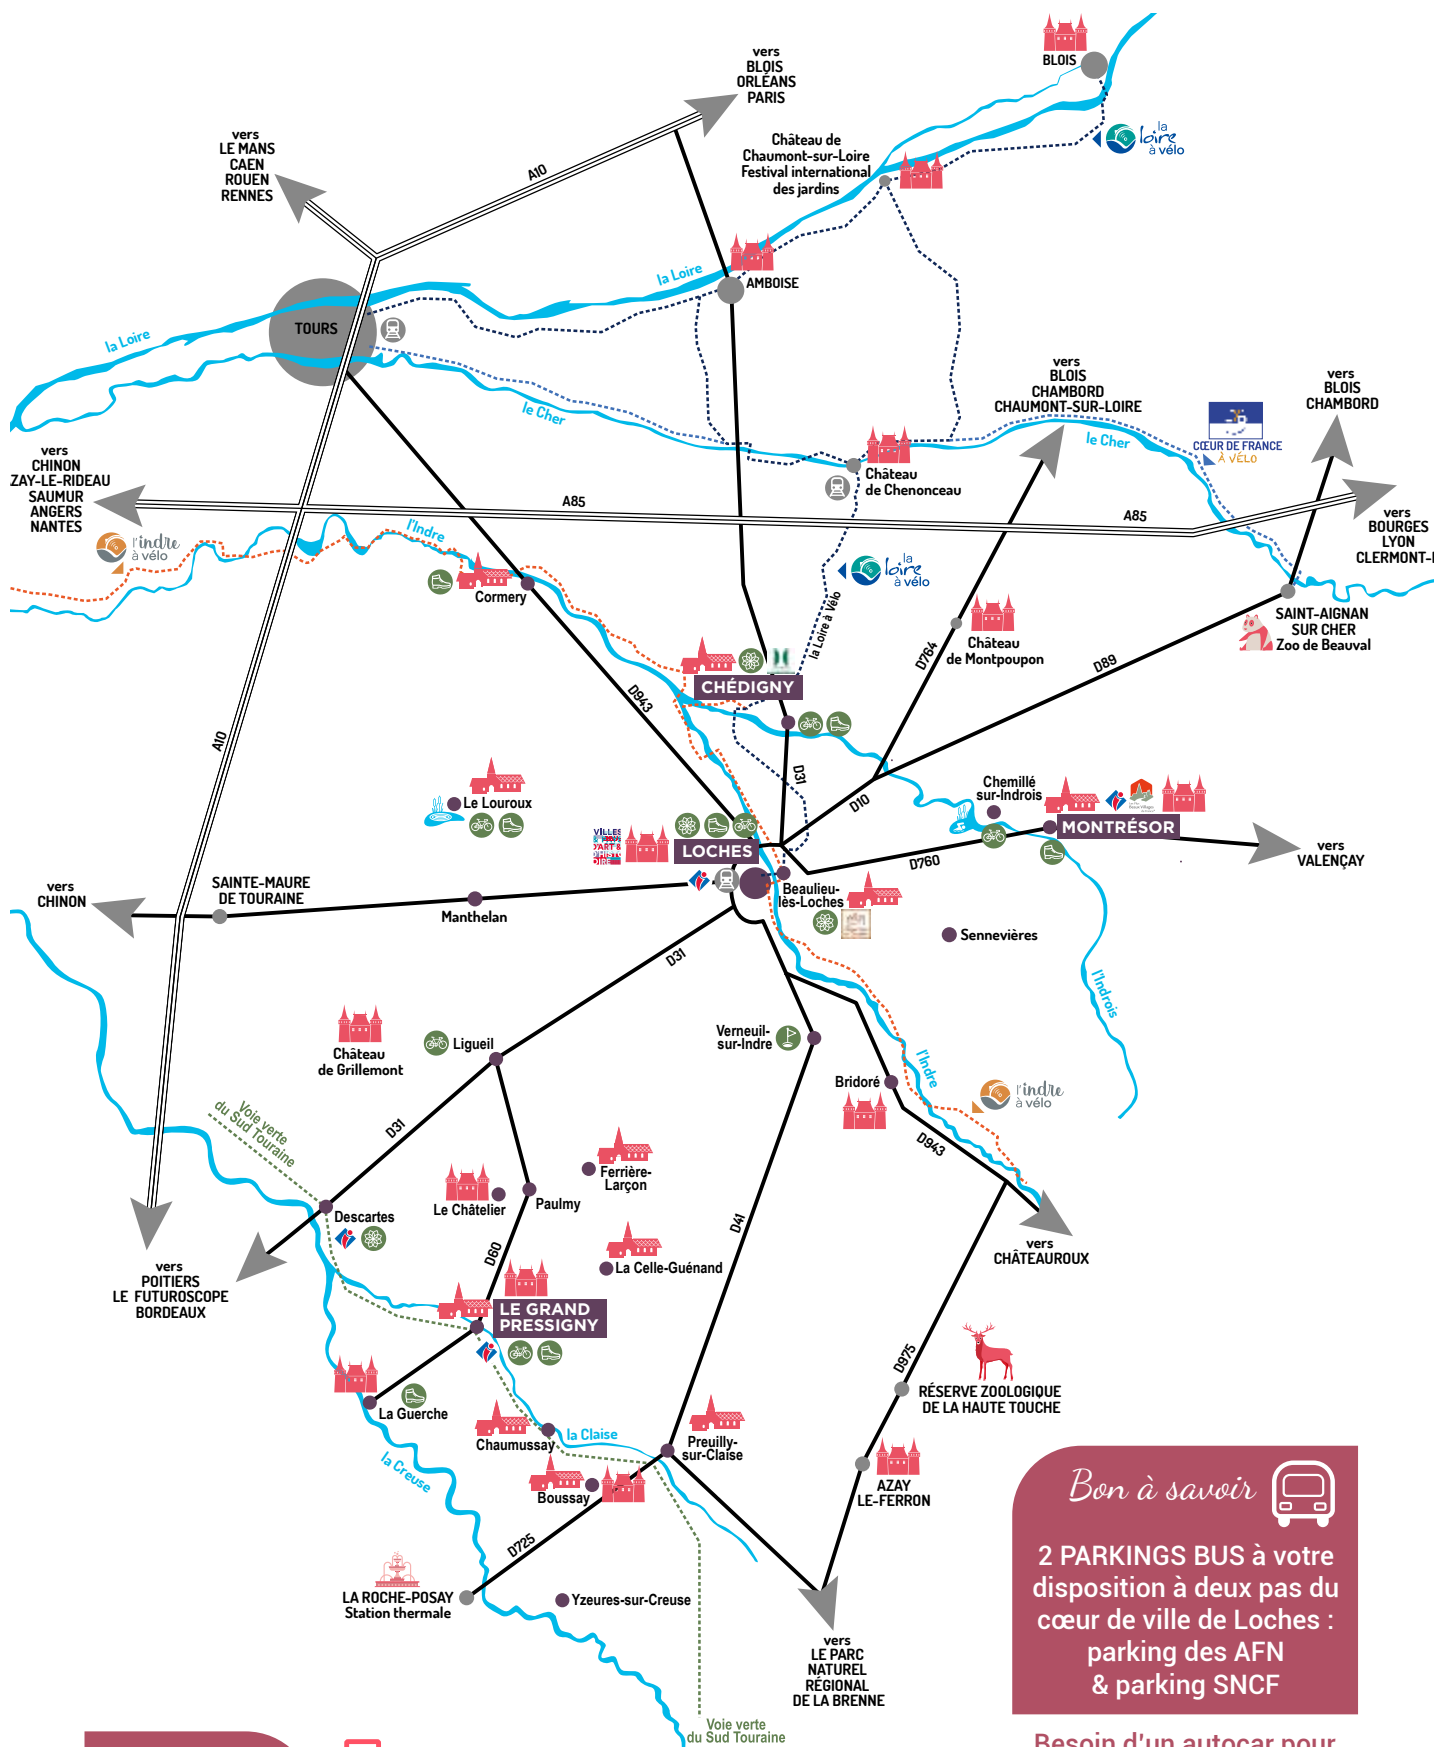 vers
BLOIS
ORLÉANS
PARIS
BLOIS
vers
LE MANS
CAEN
ROUEN
RENNES
A10
Château de
Chaumont-sur-Loire
Festival international
des jardins
la
loire
à vélo
la Loire
AMBOISE
TOURS
la Loire
le Cher
vers
BLOIS
CHAMBORD
CHAUMONT-SUR-LOIRE
le Cher
vers
BLOIS
CHAMBORD
CŒUR DE FRANCE
À VÉLO
vers
CHINON
ZAY-LE-RIDEAU
SAUMUR
ANGERS
NANTES
Château
de Chenonceau
A85
A85
vers
BOURGES
LYON
CLERMONT-
l'indre
à vélo
l'Indre
Cormery
la
loire
à vélo
la Loire à Vélo
SAINT-AIGNAN
SUR CHER
Zoo de Beauval
Château
de Montpoupon
D764
D89
CHÉDIGNY
D943
A10
D31
D10
Le Louroux
Chemillé
sur-Indrois
MONTRÉSOR
LOCHES
D760
vers
VALENÇAY
vers
CHINON
SAINTE-MAURE
DE TOURAINE
Manthelan
Beaulieu-
lès-Loches
Sennevières
D31
l'Indrois
Château
de Grillemont
Ligueil
Verneuil-
sur-Indre
Bridoré
l'Indre
l'indre
à vélo
Voie verte
du Sud Touraine
D31
D943
Ferrière-
Larçon
Le Châtelier
Paulmy
D41
Descartes
D60
La Celle-Guénand
vers
CHÂTEAUROUX
vers
POITIERS
LE FUTUROSCOPE
BORDEAUX
LE GRAND
PRESSIGNY
D975
RÉSERVE ZOOLOGIQUE
DE LA HAUTE TOUCHE
La Guerche
Chaumussay
la Claise
Preuilly-
sur-Claise
la Creuse
Boussay
AZAY
LE-FERRON
D725
LA ROCHE-POSAY
Station thermale
Yzeures-sur-Creuse
vers
LE PARC
NATUREL
RÉGIONAL
DE LA BRENNE
Voie verte
du Sud Touraine
Bon à savoir
2 PARKINGS BUS à votre
disposition à deux pas du
cœur de ville de Loches :
parking des AFN
& parking SNCF
Besoin d'un autocar pour